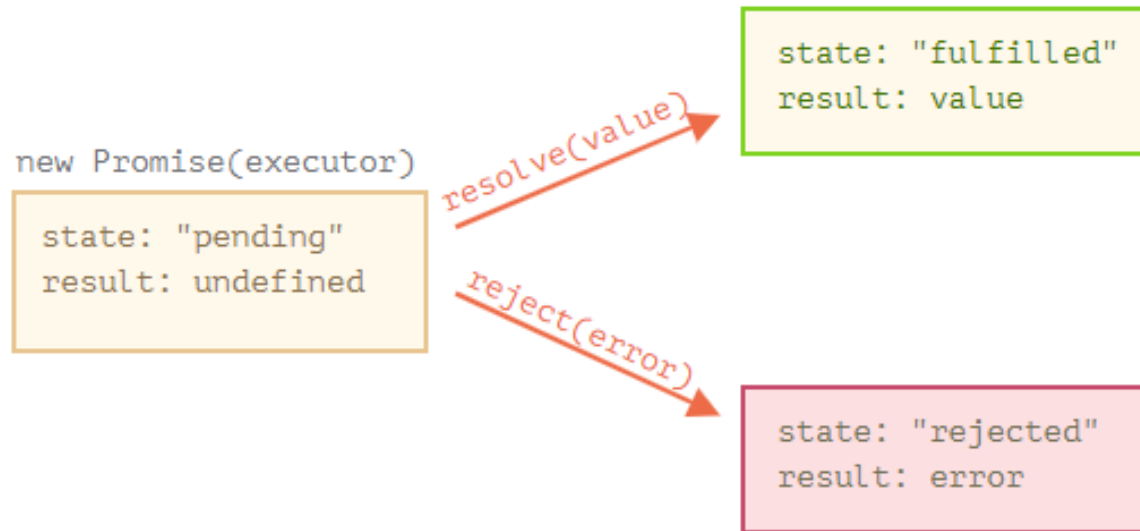 new Promise(executor)
state: "pending"
result: undefined
resolve(value)
reject(error)
state: "fulfilled"
result: value
state: "rejected"
result: error